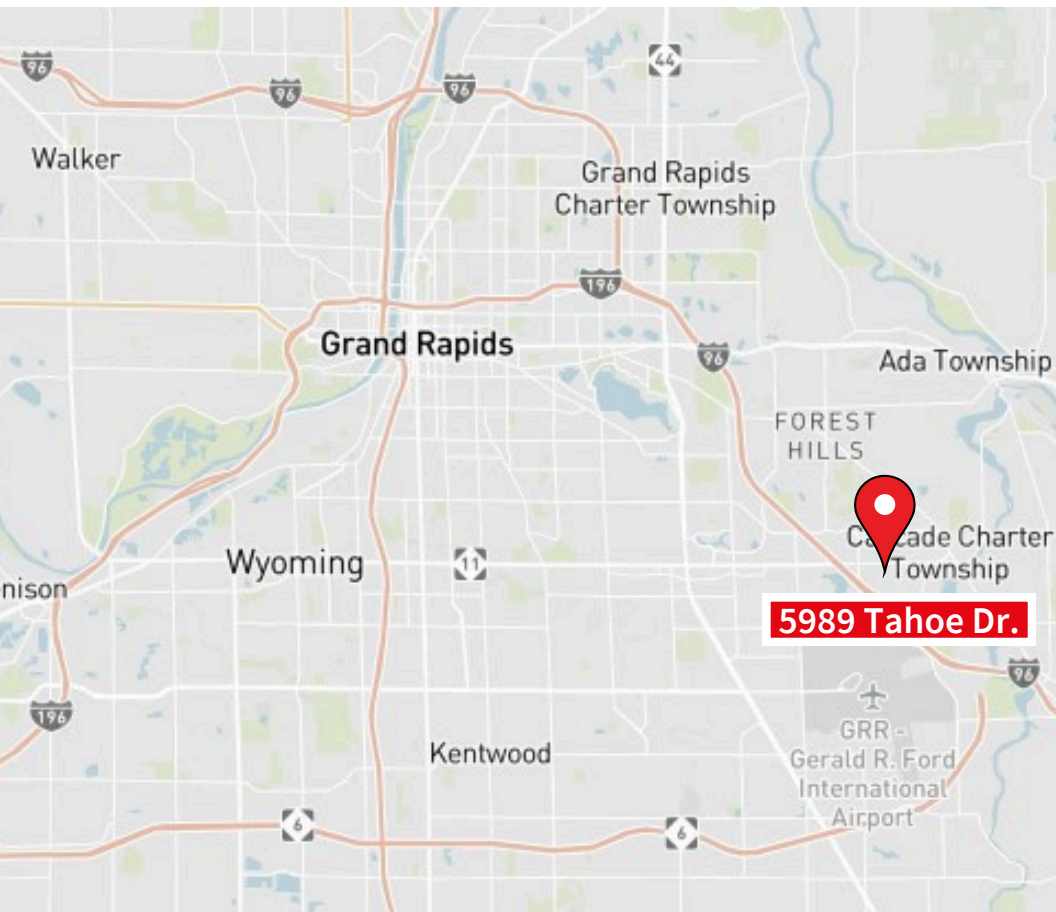 96
44
96
96
Walker
Grand Rapids
Charter Township
196
Grand Rapids
96
Ada Township
FOREST
HILLS
Cascade Charter
Township
Wyoming
11
nison
5989 Tahoe Dr.
96
196
GRR -
Gerald R. Ford
International
Airport
Kentwood
6
6